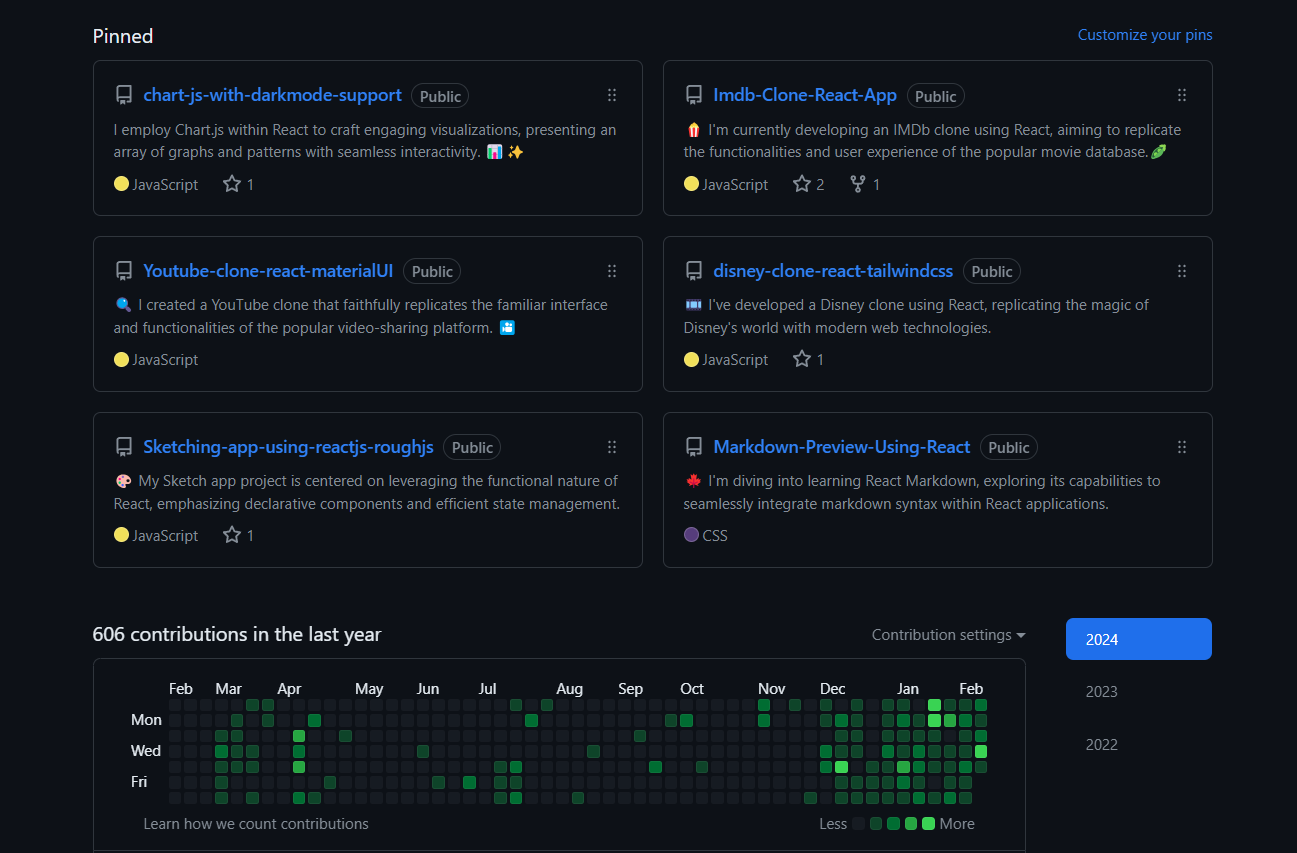 Pinned
Customize your pins
chart-js-with-darkmode-support Public
I employ Chart.js within React to craft engaging visualizations, presenting an
array of graphs and patterns with seamless interactivity. 📊 ✨
JavaScript 1
Imdb-Clone-React-App Public
🍿 I'm currently developing an IMDb clone using React, aiming to replicate
the functionalities and user experience of the popular movie database.🫛
JavaScript 2 1
Youtube-clone-react-materialUI Public
🔍 I created a YouTube clone that faithfully replicates the familiar interface
and functionalities of the popular video-sharing platform. 🎦
JavaScript
disney-clone-react-tailwindcss Public
🎟️ I've developed a Disney clone using React, replicating the magic of
Disney's world with modern web technologies.
JavaScript 1
Sketching-app-using-reactjs-roughjs Public
🎨 My Sketch app project is centered on leveraging the functional nature of
React, emphasizing declarative components and efficient state management.
JavaScript 1
Markdown-Preview-Using-React Public
🍁 I'm diving into learning React Markdown, exploring its capabilities to
seamlessly integrate markdown syntax within React applications.
CSS
606 contributions in the last year
Contribution settings
2024
2023
2022
Feb Mar Apr May Jun Jul Aug Sep Oct Nov Dec Jan Feb
Mon
Wed
Fri
Learn how we count contributions
Less More